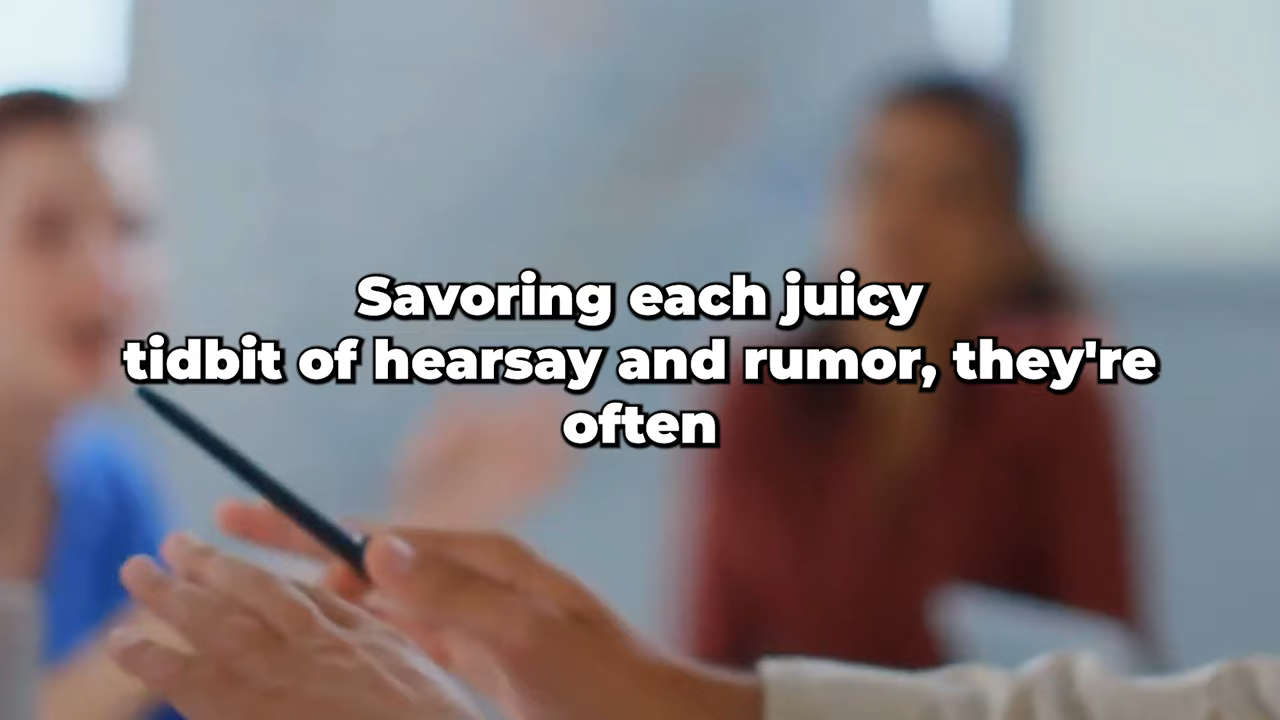 Savoring each juicy
tidbit of hearsay and rumor, they're
often